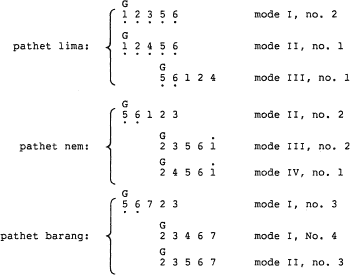 G
1 2 3 5 6 mode I, no. 2
. . . . .
G
pathet lima: 1 2 4 5 6 mode II, no. 1
. . . . .
G
5 6 1 2 4 mode III, no. 1
. .
G
5 6 1 2 3 mode II, no. 2
. .
G .
pathet nem: 2 3 5 6 1 mode III, no. 2
G .
2 4 5 6 1 mode IV, no. 1
G
5 6 7 2 3 mode I, no. 3
. .
G
pathet barang: 2 3 4 6 7 mode I, No. 4
G
2 3 5 6 7 mode II, no. 3